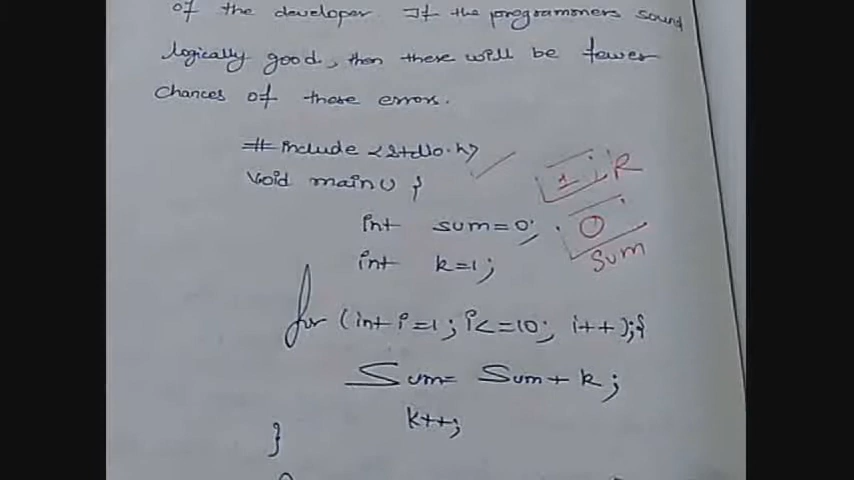 of the developer. If the programmers sound
logically good, then there will be fewer
chances of these errors.
# include <stdio.h>
void main() {
1 ; k
int sum=0;
0
int k=1;
sum
for (int i=1; i<=10; i++);{
Sum= Sum+k;
k++;
}